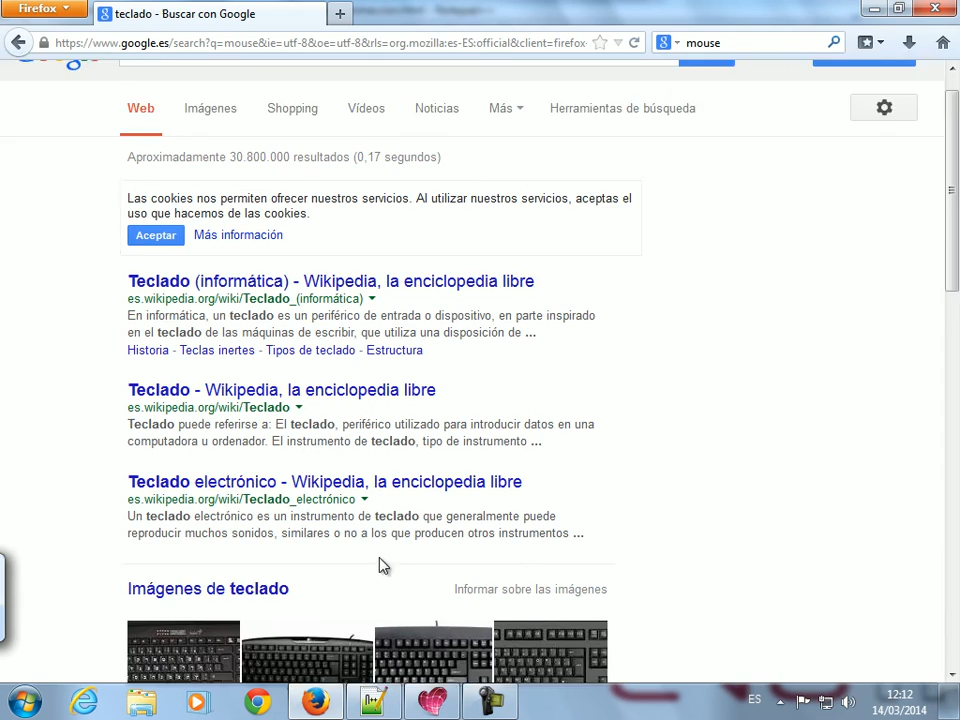 Firefox
teclado - Buscar con Google
https://www.google.es/search?q=mouse&ie=utf-8&oe=utf-8&rls=org.mozilla:es-ES:official&client=firefox-
mouse
Web
Imágenes
Shopping
Vídeos
Noticias
Más
Herramientas de búsqueda
Aproximadamente 30.800.000 resultados (0,17 segundos)
Las cookies nos permiten ofrecer nuestros servicios. Al utilizar nuestros servicios, aceptas el
uso que hacemos de las cookies.
Aceptar
Más información
Teclado (informática) - Wikipedia, la enciclopedia libre
es.wikipedia.org/wiki/Teclado_(informática)
En informática, un teclado es un periférico de entrada o dispositivo, en parte inspirado
en el teclado de las máquinas de escribir, que utiliza una disposición de ...
Historia - Teclas inertes - Tipos de teclado - Estructura
Teclado - Wikipedia, la enciclopedia libre
es.wikipedia.org/wiki/Teclado
Teclado puede referirse a: El teclado, periférico utilizado para introducir datos en una
computadora u ordenador. El instrumento de teclado, tipo de instrumento ...
Teclado electrónico - Wikipedia, la enciclopedia libre
es.wikipedia.org/wiki/Teclado_electrónico
Un teclado electrónico es un instrumento de teclado que generalmente puede
reproducir muchos sonidos, similares o no a los que producen otros instrumentos ...
Imágenes de teclado
Informar sobre las imágenes
ES
12:12
14/03/2014